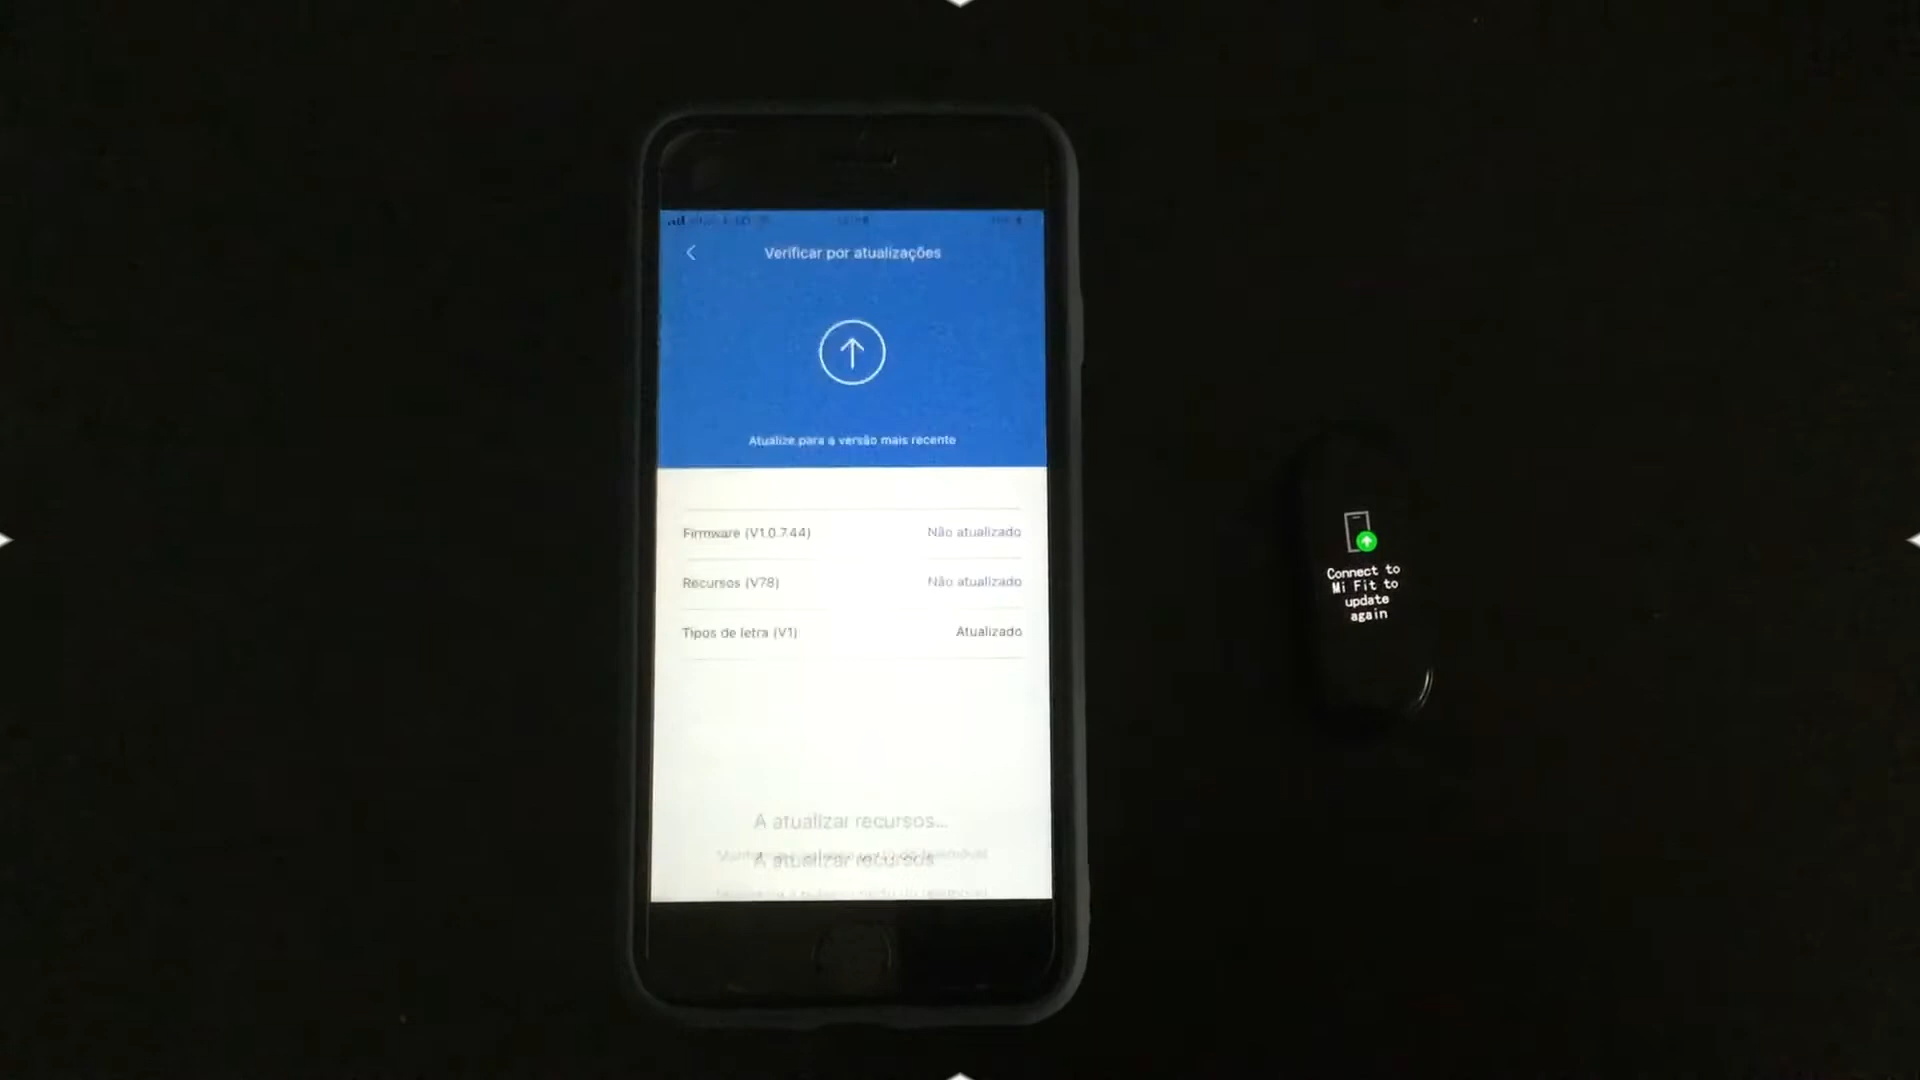 Verificar por atualizações
Atualize para a versão mais recente
Firmware (V1.0.7.44) Não atualizado
Recursos (V78) Não atualizado
Tipos de letra (V1) Atualizado
A atualizar recursos...
A atualizar recursos
Connect to
Mi Fit to
update
again